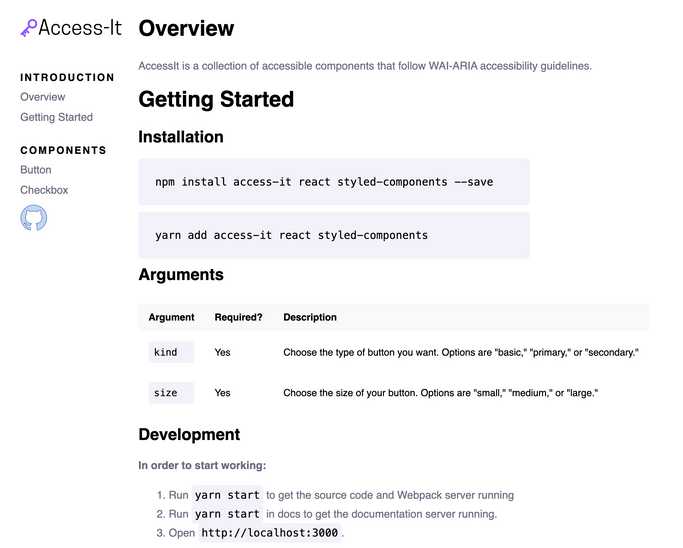 Access-It
INTRODUCTION
Overview
Getting Started
COMPONENTS
Button
Checkbox
Overview
AccessIt is a collection of accessible components that follow WAI-ARIA accessibility guidelines.
Getting Started
Installation
npm install access-it react styled-components --save
yarn add access-it react styled-components
Arguments
Argument Required? Description
kind Yes Choose the type of button you want. Options are "basic," "primary," or "secondary."
size Yes Choose the size of your button. Options are "small," "medium," or "large."
Development
In order to start working:
1. Run yarn start to get the source code and Webpack server running
2. Run yarn start in docs to get the documentation server running.
3. Open http://localhost:3000.